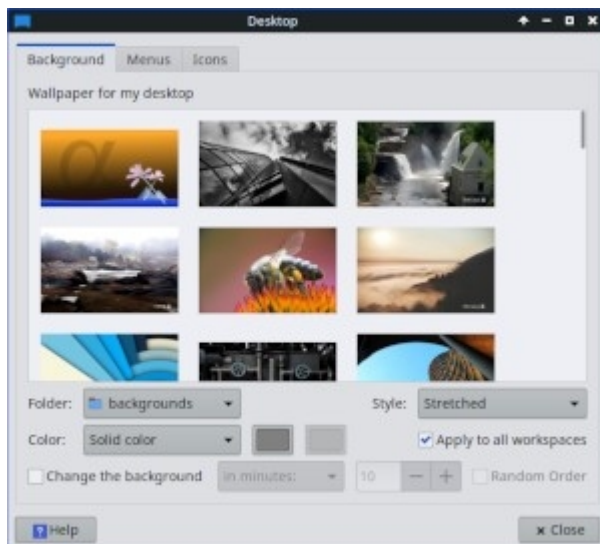 Desktop
Background Menus Icons
Wallpaper for my desktop
Folder: backgrounds Style: Stretched
Color: Solid color Apply to all workspaces
Change the background in minutes: 10 Random Order
Help Close